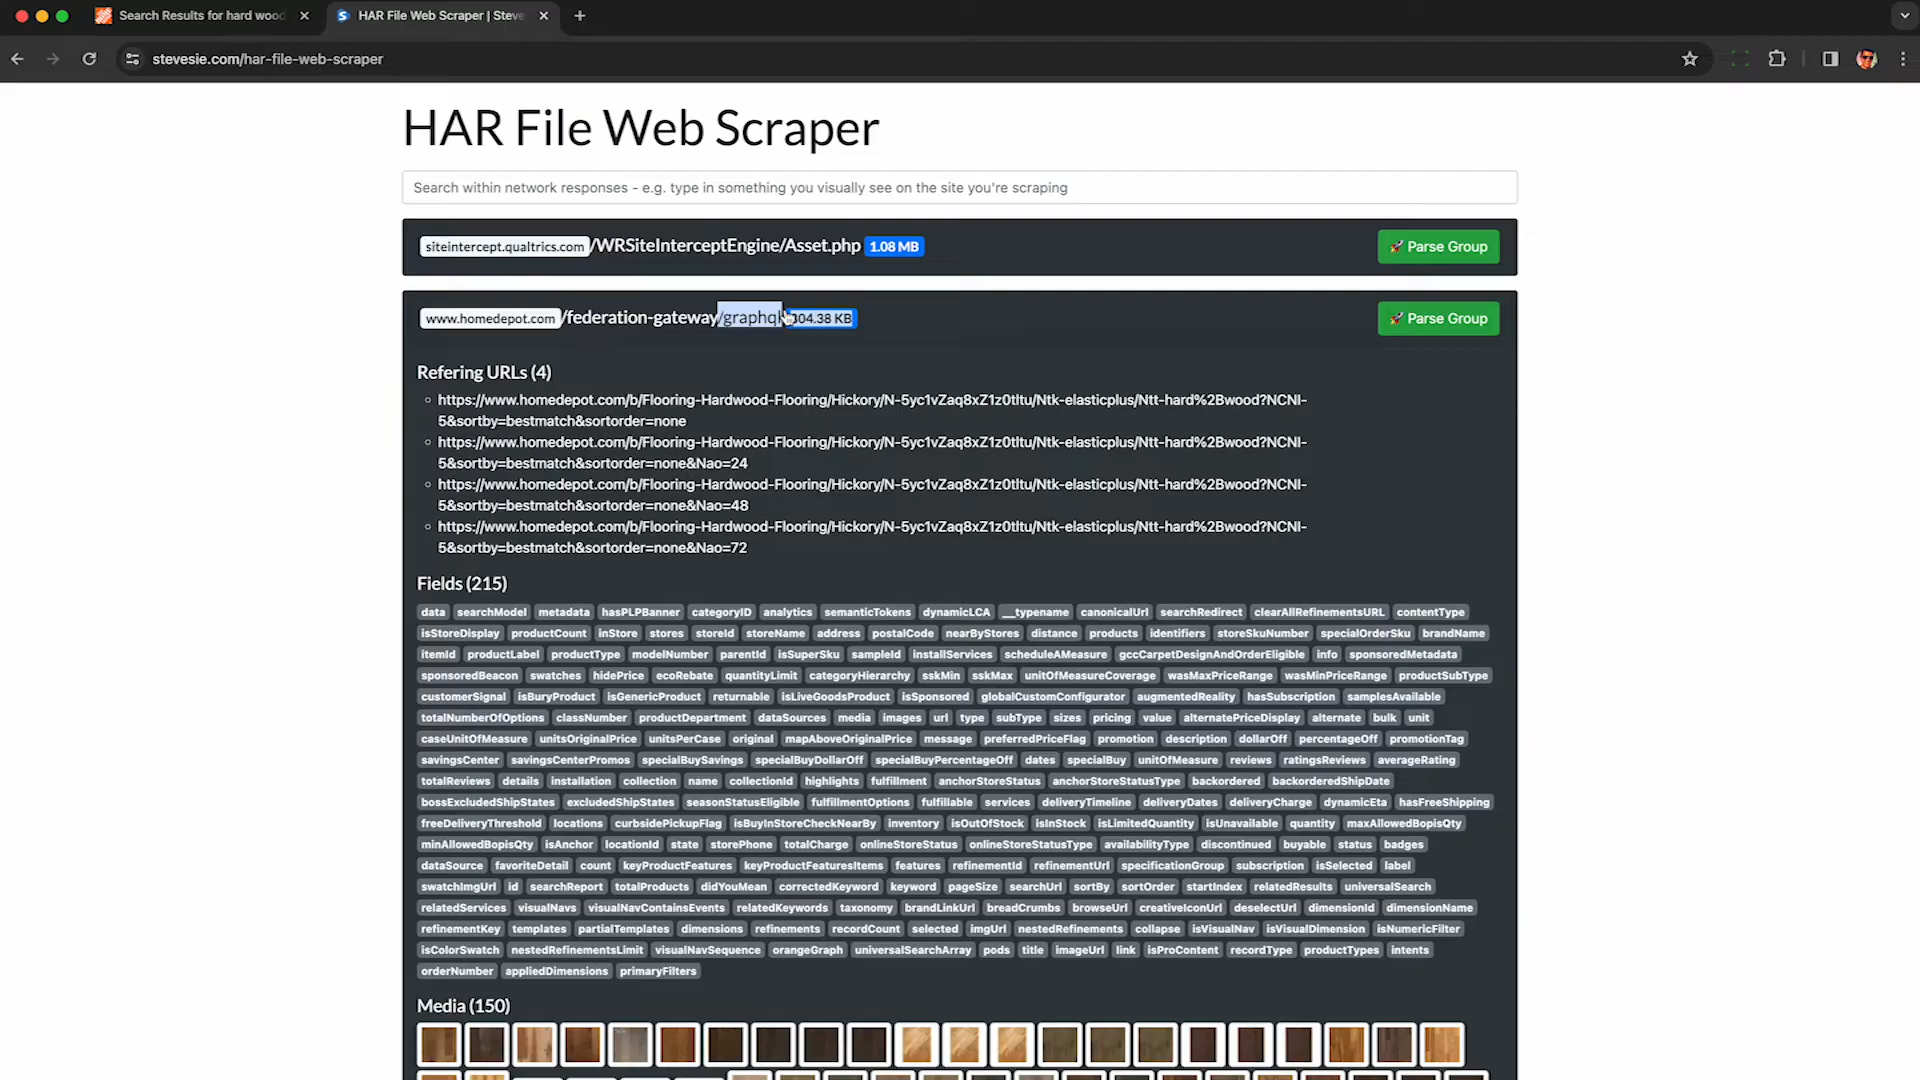 Search Results for hard wood
HAR File Web Scraper | Steve
stevesie.com/har-file-web-scraper
HAR File Web Scraper
Search within network responses - e.g. type in something you visually see on the site you're scraping
siteintercept.qualtrics.com/WRSiteInterceptEngine/Asset.php 1.08 MB
Parse Group
www.homedepot.com/federation-gateway/graphql 304.38 KB
Parse Group
Refering URLs (4)
https://www.homedepot.com/b/Flooring-Hardwood-Flooring/Hickory/N-5yc1vZaq8xZ1z0tltu/Ntk-elasticplus/Ntt-hard%2Bwood?NCNI-
5&sortby=bestmatch&sortorder=none
https://www.homedepot.com/b/Flooring-Hardwood-Flooring/Hickory/N-5yc1vZaq8xZ1z0tltu/Ntk-elasticplus/Ntt-hard%2Bwood?NCNI-
5&sortby=bestmatch&sortorder=none&Nao=24
https://www.homedepot.com/b/Flooring-Hardwood-Flooring/Hickory/N-5yc1vZaq8xZ1z0tltu/Ntk-elasticplus/Ntt-hard%2Bwood?NCNI-
5&sortby=bestmatch&sortorder=none&Nao=48
https://www.homedepot.com/b/Flooring-Hardwood-Flooring/Hickory/N-5yc1vZaq8xZ1z0tltu/Ntk-elasticplus/Ntt-hard%2Bwood?NCNI-
5&sortby=bestmatch&sortorder=none&Nao=72
Fields (215)
data searchModel metadata hasPLPBanner categoryID analytics semanticTokens dynamicLCA __typename canonicalUrl searchRedirect clearAllRefinementsURL contentType
isStoreDisplay productCount inStore stores storeId storeName address postalCode nearByStores distance products identifiers storeSkuNumber specialOrderSku brandName
itemId productLabel productType modelNumber parentId isSuperSku sampleId installServices scheduleAMeasure gccCarpetDesignAndOrderEligible info sponsoredMetadata
sponsoredBeacon swatches hidePrice ecoRebate quantityLimit categoryHierarchy sskMin sskMax unitOfMeasureCoverage wasMaxPriceRange wasMinPriceRange productSubType
customerSignal isBuryProduct isGenericProduct returnable isLiveGoodsProduct isSponsored globalCustomConfigurator augmentedReality hasSubscription samplesAvailable
totalNumberOfOptions classNumber productDepartment dataSources media images url type subType sizes pricing value alternatePriceDisplay alternate bulk unit
caseUnitOfMeasure unitsOriginalPrice unitsPerCase original mapAboveOriginalPrice message preferredPriceFlag promotion description dollarOff percentageOff promotionTag
savingsCenter savingsCenterPromos specialBuySavings specialBuyDollarOff specialBuyPercentageOff dates specialBuy unitOfMeasure reviews ratingsReviews averageRating
totalReviews details installation collection name collectionId highlights fulfillment anchorStoreStatus anchorStoreStatusType backordered backorderedShipDate
bossExcludedShipStates excludedShipStates seasonStatusEligible fulfillmentOptions fulfillable services deliveryTimeline deliveryDates deliveryCharge dynamicEta hasFreeShipping
freeDeliveryThreshold locations curbsidePickupFlag isBuyInStoreCheckNearBy inventory isOutOfStock isInStock isLimitedQuantity isUnavailable quantity maxAllowedBopisQty
minAllowedBopisQty isAnchor locationId state storePhone totalCharge onlineStoreStatus onlineStoreStatusType availabilityType discontinued buyable status badges
dataSource favoriteDetail count keyProductFeatures keyProductFeaturesItems features refinementId refinementUrl specificationGroup subscription isSelected label
swatchImgUrl id searchReport totalProducts didYouMean correctedKeyword keyword pageSize searchUrl sortBy sortOrder startIndex relatedResults universalSearch
relatedServices visualNavs visualNavContainsEvents relatedKeywords taxonomy brandLinkUrl breadCrumbs browseUrl creativeIconUrl deselectUrl dimensionId dimensionName
refinementKey templates partialTemplates dimensions refinements recordCount selected imgUrl nestedRefinements collapse isVisualNav isVisualDimension isNumericFilter
isColorSwatch nestedRefinementsLimit visualNavSequence orangeGraph universalSearchArray pods title imageUrl link isProContent recordType productTypes intents
orderNumber appliedDimensions primaryFilters
Media (150)